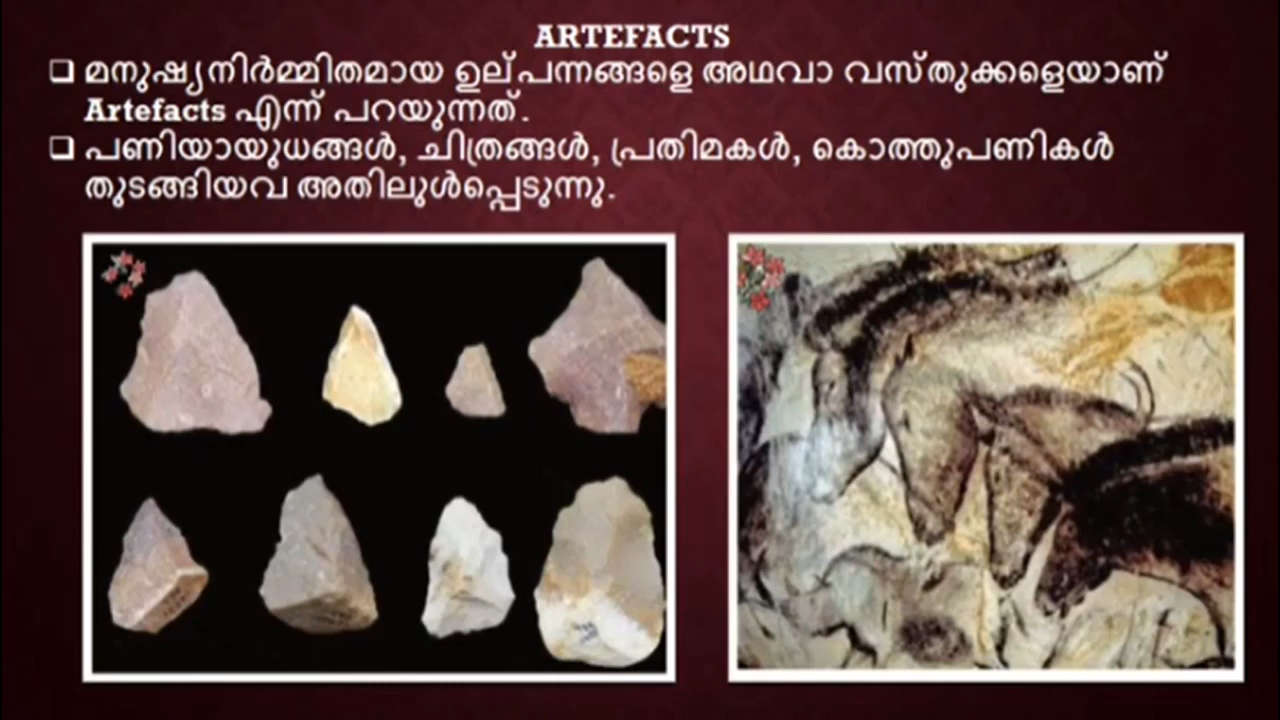 ARTEFACTS
❑ മനുഷ്യനിർമ്മിതമായ ഉല്പന്നങ്ങളെ അഥവാ വസ്തുക്കളെയാണ്
Artefacts എന്ന് പറയുന്നത്.
❑ പണിയായുധങ്ങൾ, ചിത്രങ്ങൾ, പ്രതിമകൾ, കൊത്തുപണികൾ
തുടങ്ങിയവ അതിലുൾപ്പെടുന്നു.